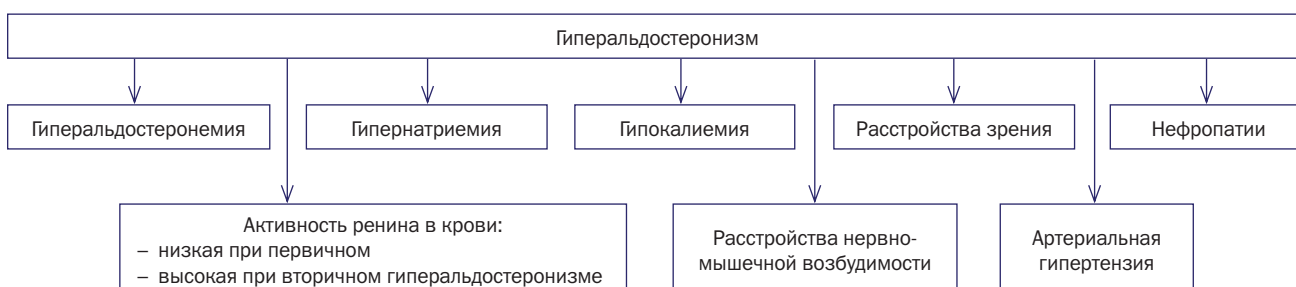 Гиперальдостеронизм
Гиперальдостеронемия
Гипернатриемия
Гипокалиемия
Расстройства зрения
Нефропатии
Активность ренина в крови:
– низкая при первичном
– высокая при вторичном гиперальдостеронизме
Расстройства нервно-
мышечной возбудимости
Артериальная
гипертензия